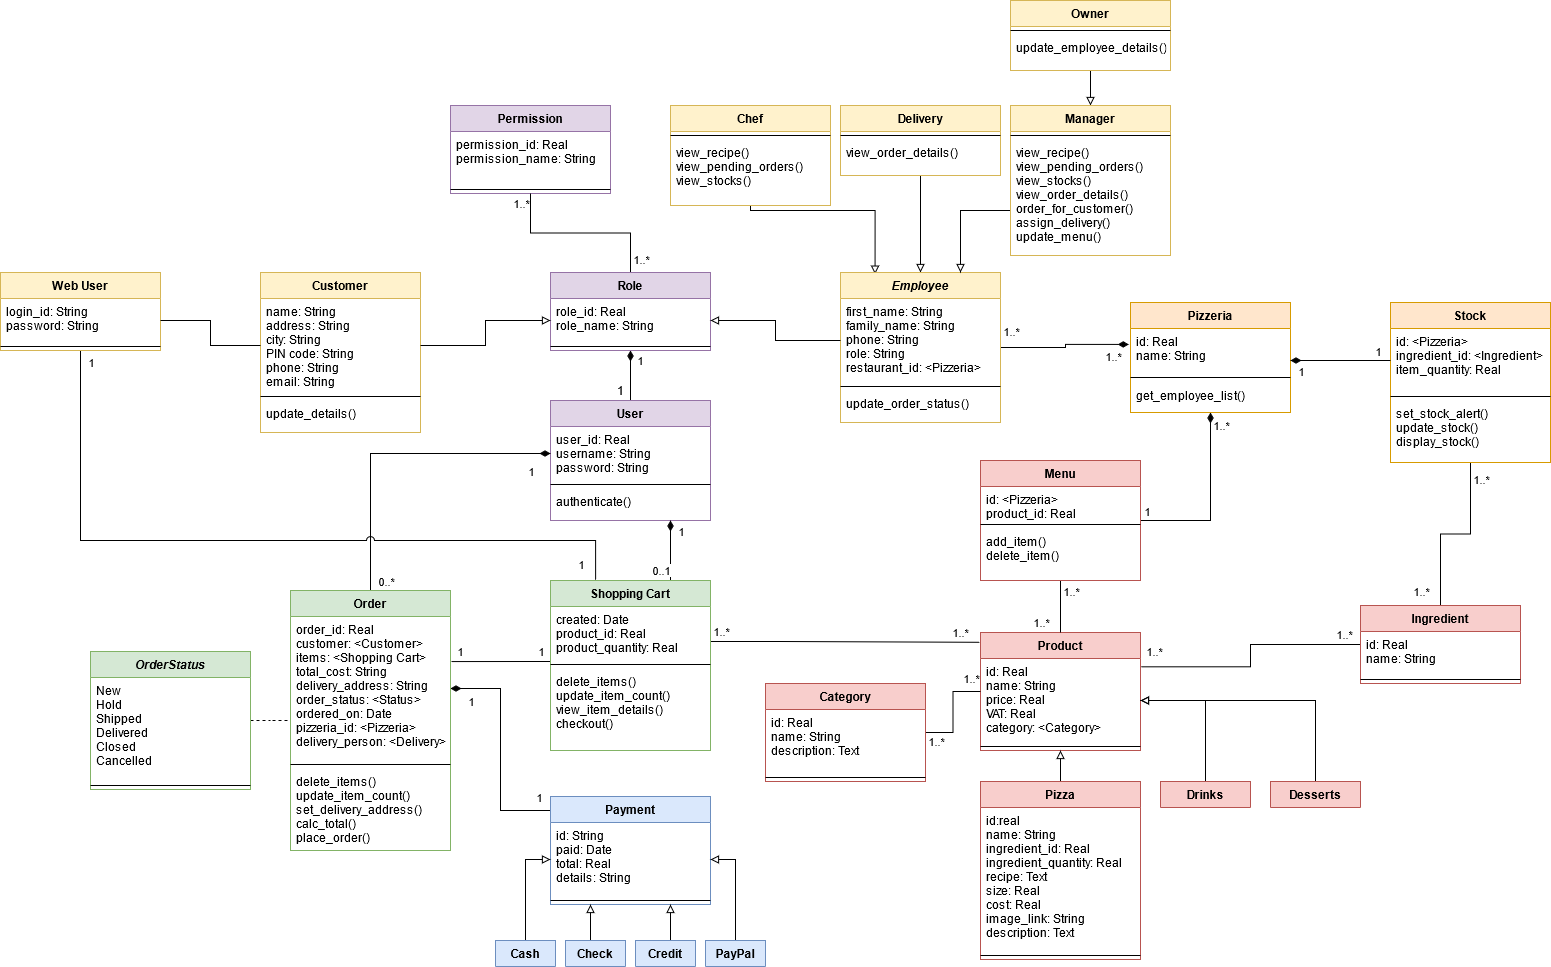 Owner
update_employee_details()
Permission
permission_id: Real
permission_name: String
1..*
1..*
Chef
view_recipe()
view_pending_orders()
view_stocks()
Delivery
view_order_details()
Manager
view_recipe()
view_pending_orders()
view_stocks()
view_order_details()
order_for_customer()
assign_delivery()
update_menu()
Web User
login_id: String
password: String
1
Customer
name: String
address: String
city: String
PIN code: String
phone: String
email: String
update_details()
Role
role_id: Real
role_name: String
1
1
Employee
first_name: String
family_name: String
phone: String
role: String
restaurant_id: <Pizzeria>
update_order_status()
1..*
1..*
Pizzeria
id: Real
name: String
get_employee_list()
1
1
1..*
Stock
id: <Pizzeria>
ingredient_id: <Ingredient>
item_quantity: Real
set_stock_alert()
update_stock()
display_stock()
1..*
User
user_id: Real
username: String
password: String
authenticate()
1
1
Menu
id: <Pizzeria>
product_id: Real
add_item()
delete_item()
1
1..*
1..*
1
0..1
0..*
Order
order_id: Real
customer: <Customer>
items: <Shopping Cart>
total_cost: String
delivery_address: String
order_status: <Status>
ordered_on: Date
pizzeria_id: <Pizzeria>
delivery_person: <Delivery>
delete_items()
update_item_count()
set_delivery_address()
calc_total()
place_order()
1
1
1
1
Shopping Cart
created: Date
product_id: Real
product_quantity: Real
delete_items()
update_item_count()
view_item_details()
checkout()
1..*
1..*
Product
id: Real
name: String
price: Real
VAT: Real
category: <Category>
1..*
1..*
1..*
Ingredient
id: Real
name: String
OrderStatus
New
Hold
Shipped
Delivered
Closed
Cancelled
Category
id: Real
name: String
description: Text
1..*
1..*
Payment
id: String
paid: Date
total: Real
details: String
Pizza
id:real
name: String
ingredient_id: Real
ingredient_quantity: Real
recipe: Text
size: Real
cost: Real
image_link: String
description: Text
Drinks
Desserts
Cash
Check
Credit
PayPal